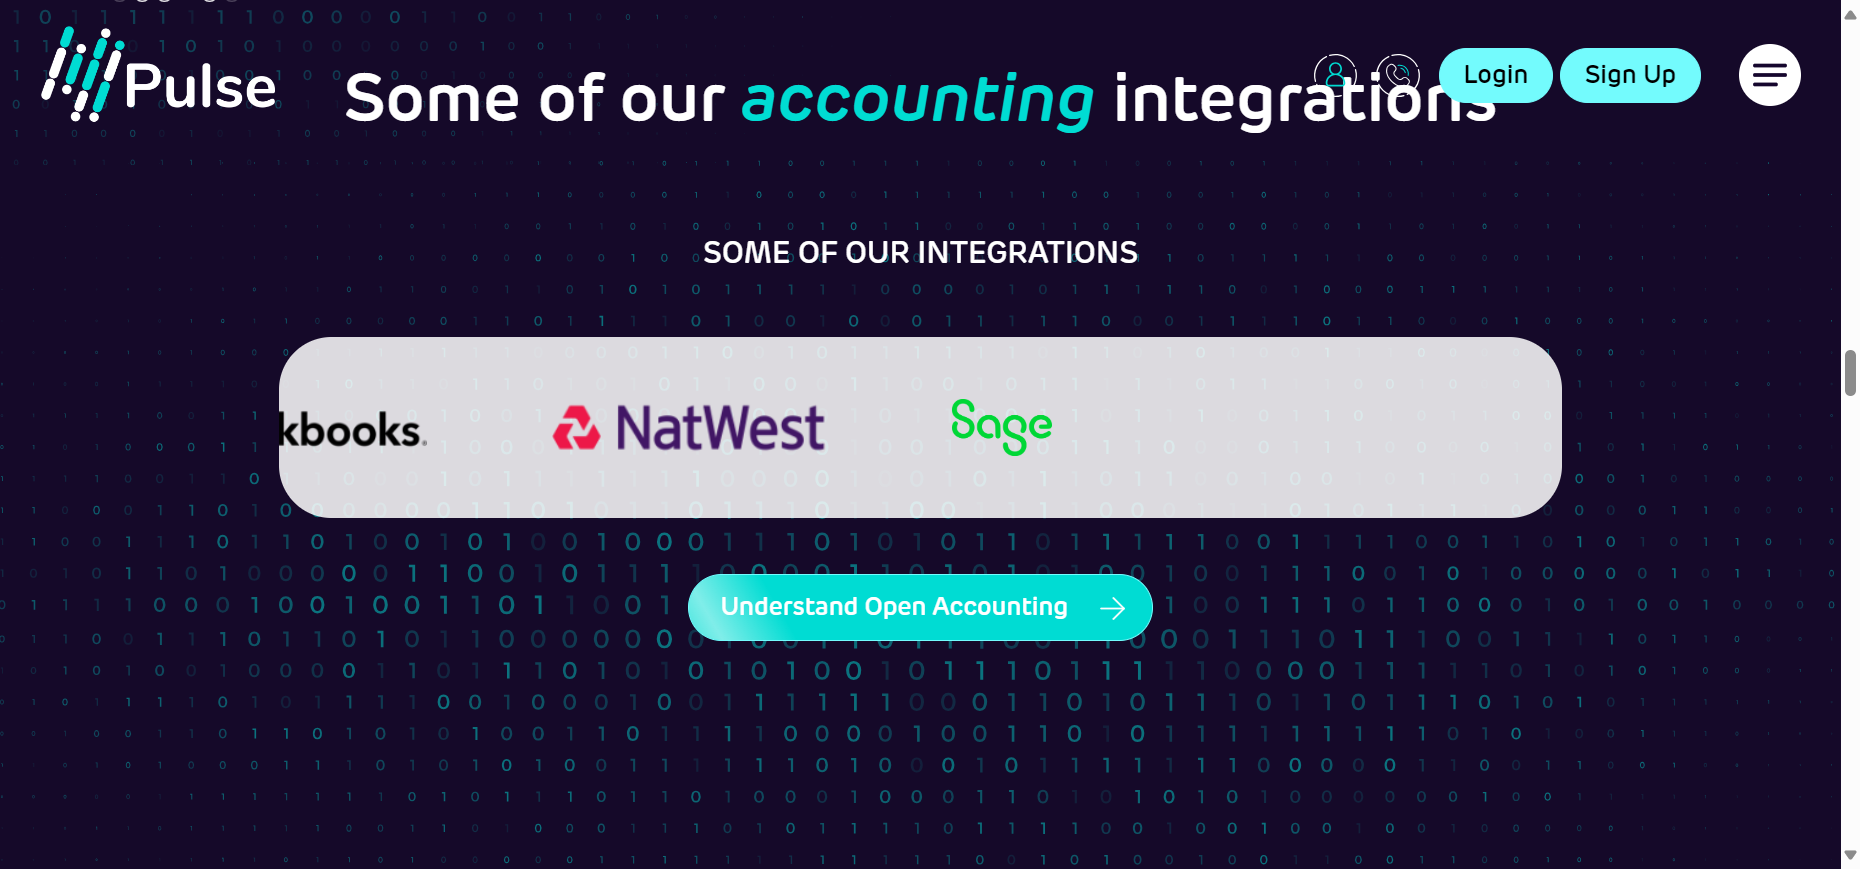 Pulse
Some of our accounting integrations
Login
Sign Up
SOME OF OUR INTEGRATIONS
kbooks
NatWest
Sage
Understand Open Accounting